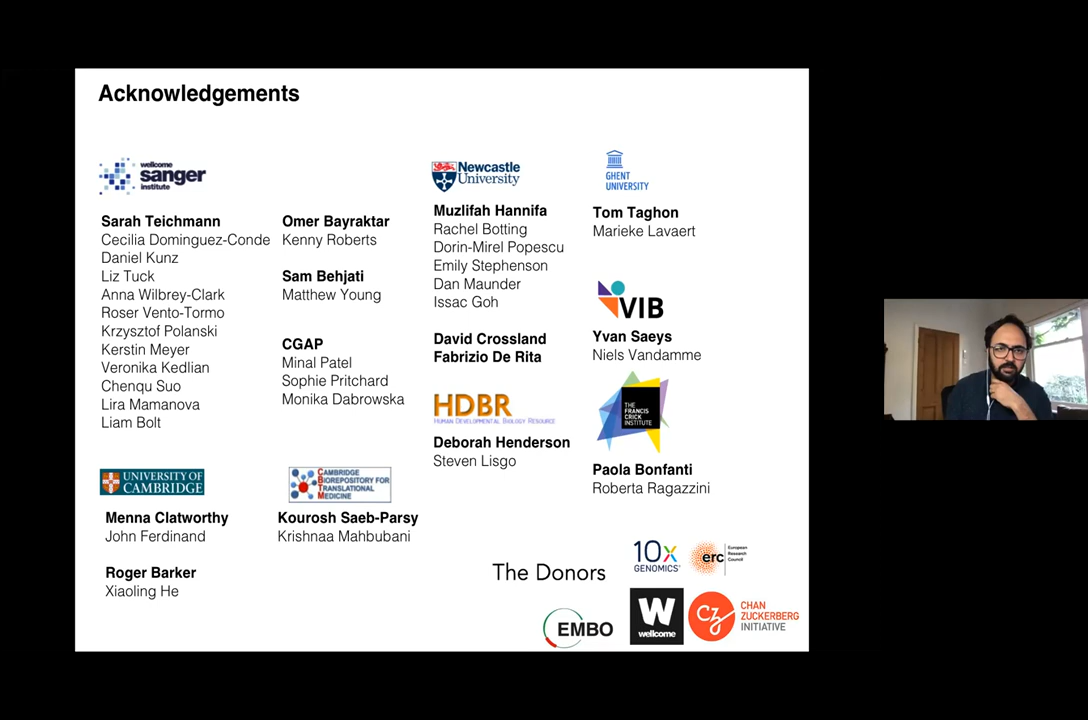 Acknowledgements
wellcome
sanger
institute
Sarah Teichmann
Cecilia Dominguez-Conde
Daniel Kunz
Liz Tuck
Anna Wilbrey-Clark
Roser Vento-Tormo
Krzysztof Polanski
Kerstin Meyer
Veronika Kedlian
Chenqu Suo
Lira Mamanova
Liam Bolt
Omer Bayraktar
Kenny Roberts
Sam Behjati
Matthew Young
CGAP
Minal Patel
Sophie Pritchard
Monika Dabrowska
Newcastle
University
Muzlifah Hannifa
Rachel Botting
Dorin-Mirel Popescu
Emily Stephenson
Dan Maunder
Issac Goh
David Crossland
Fabrizio De Rita
HDBR
HUMAN DEVELOPMENTAL BIOLOGY RESOURCE
Deborah Henderson
Steven Lisgo
GHENT
UNIVERSITY
Tom Taghon
Marieke Lavaert
VIB
Yvan Saeys
Niels Vandamme
THE
FRANCIS
CRICK
INSTITUTE
Paola Bonfanti
Roberta Ragazzini
UNIVERSITY OF
CAMBRIDGE
Menna Clatworthy
John Ferdinand
Roger Barker
Xiaoling He
CAMBRIDGE
BIOREPOSITORY FOR
TRANSLATIONAL
MEDICINE
Kourosh Saeb-Parsy
Krishnaa Mahbubani
The Donors
10x
GENOMICS
erc
European
Research
Council
EMBO
W
wellcome
CZ
CHAN
ZUCKERBERG
INITIATIVE